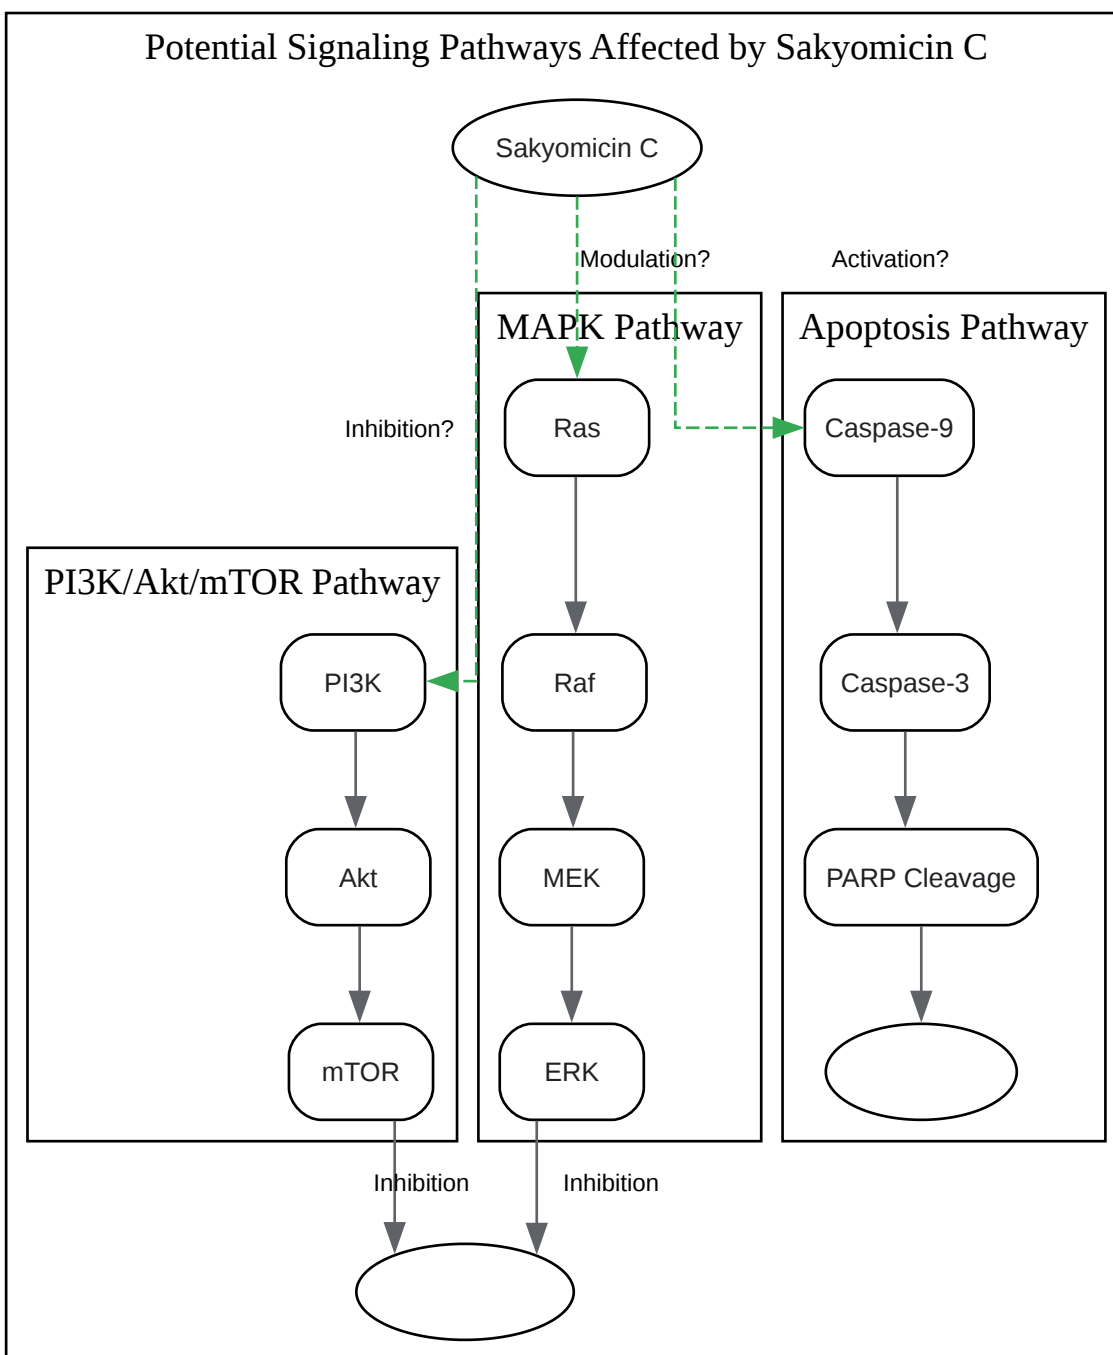 Potential Signaling Pathways Affected by Sakyomicin C
Sakyomicin C
Modulation?
Activation?
MAPK Pathway
Apoptosis Pathway
Inhibition?
Ras
Caspase-9
PI3K/Akt/mTOR Pathway
PI3K
Raf
Caspase-3
Akt
MEK
PARP Cleavage
mTOR
ERK
Inhibition
Inhibition